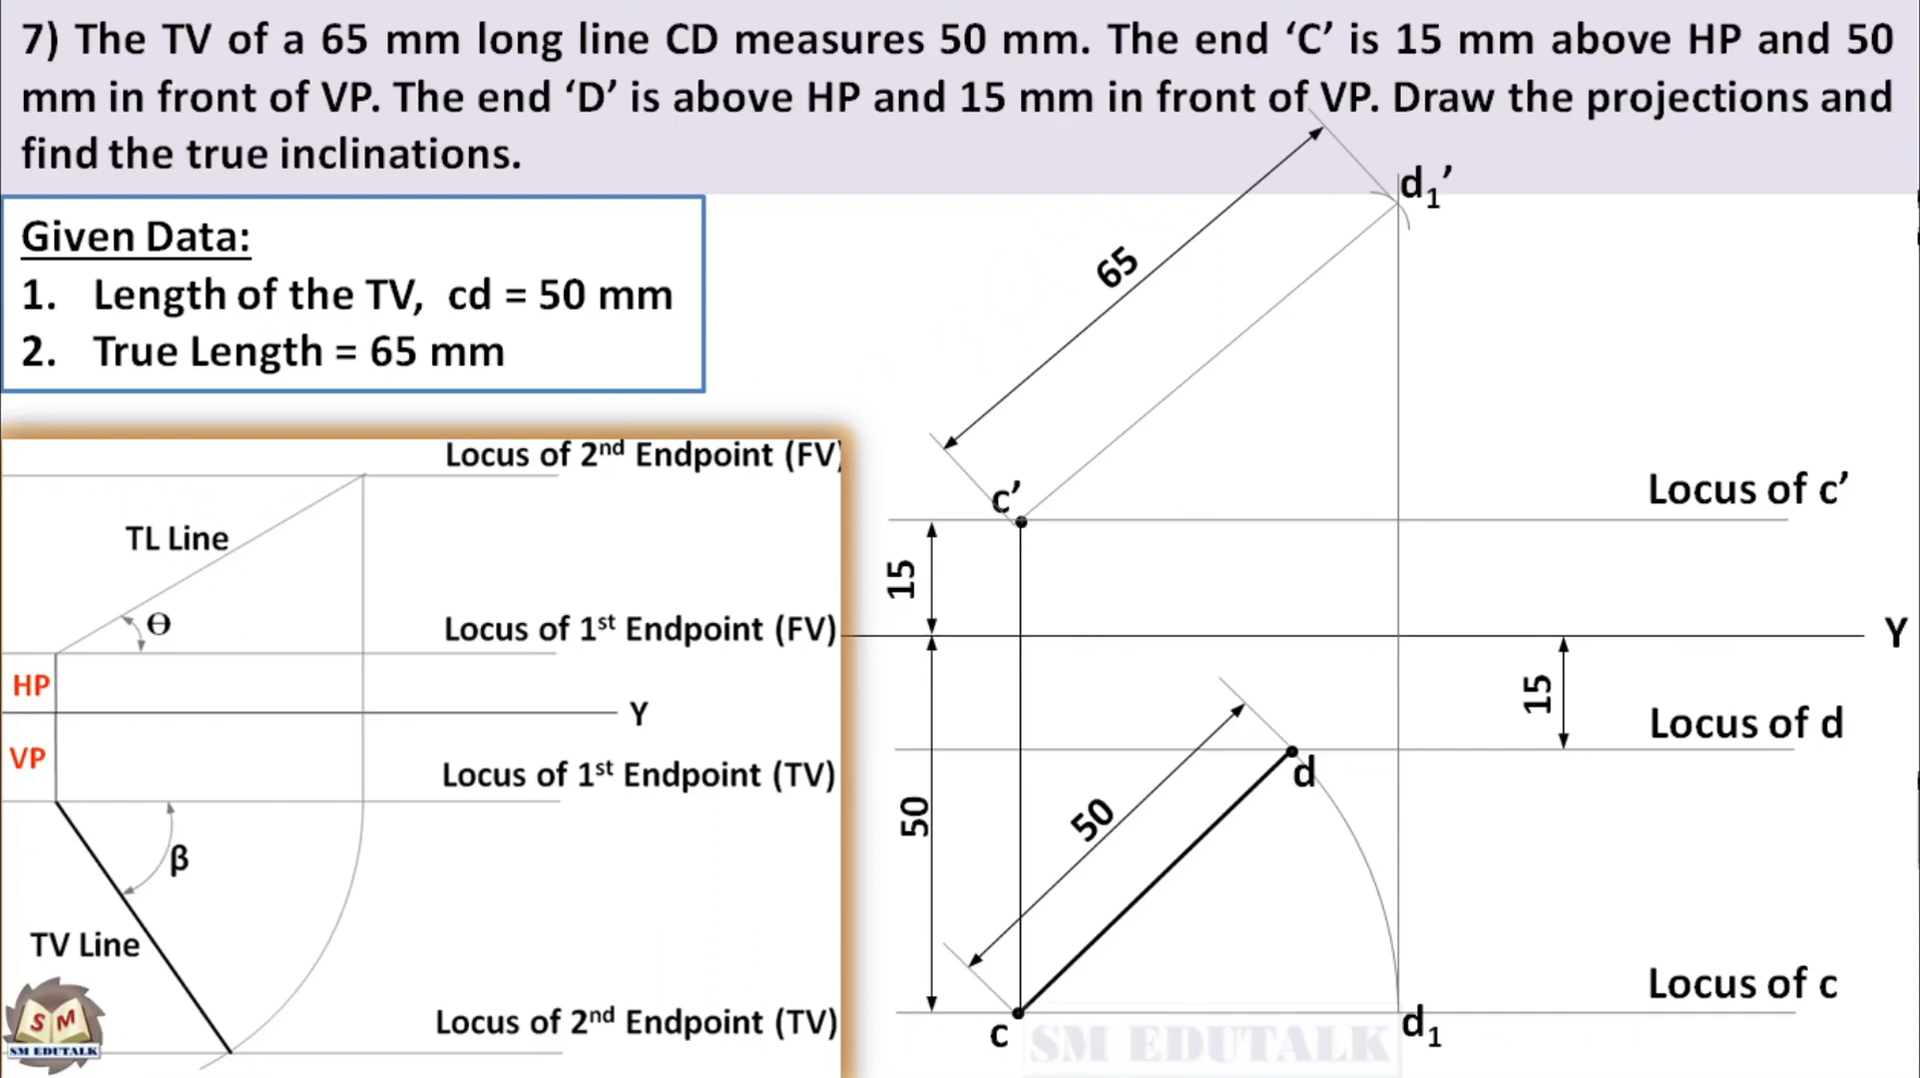 7) The TV of a 65 mm long line CD measures 50 mm. The end ‘C’ is 15 mm above HP and 50
mm in front of VP. The end ‘D’ is above HP and 15 mm in front of VP. Draw the projections and
find the true inclinations.
Given Data:
1. Length of the TV, cd = 50 mm
2. True Length = 65 mm
Locus of 2nd Endpoint (FV)
TL Line
θ
Locus of 1st Endpoint (FV)
HP
Y
VP
Locus of 1st Endpoint (TV)
β
TV Line
Locus of 2nd Endpoint (TV)
S M
SM EDUTALK
d1’
65
c’
Locus of c’
15
Y
15
Locus of d
d
50
50
Locus of c
c
d1
SM EDUTALK